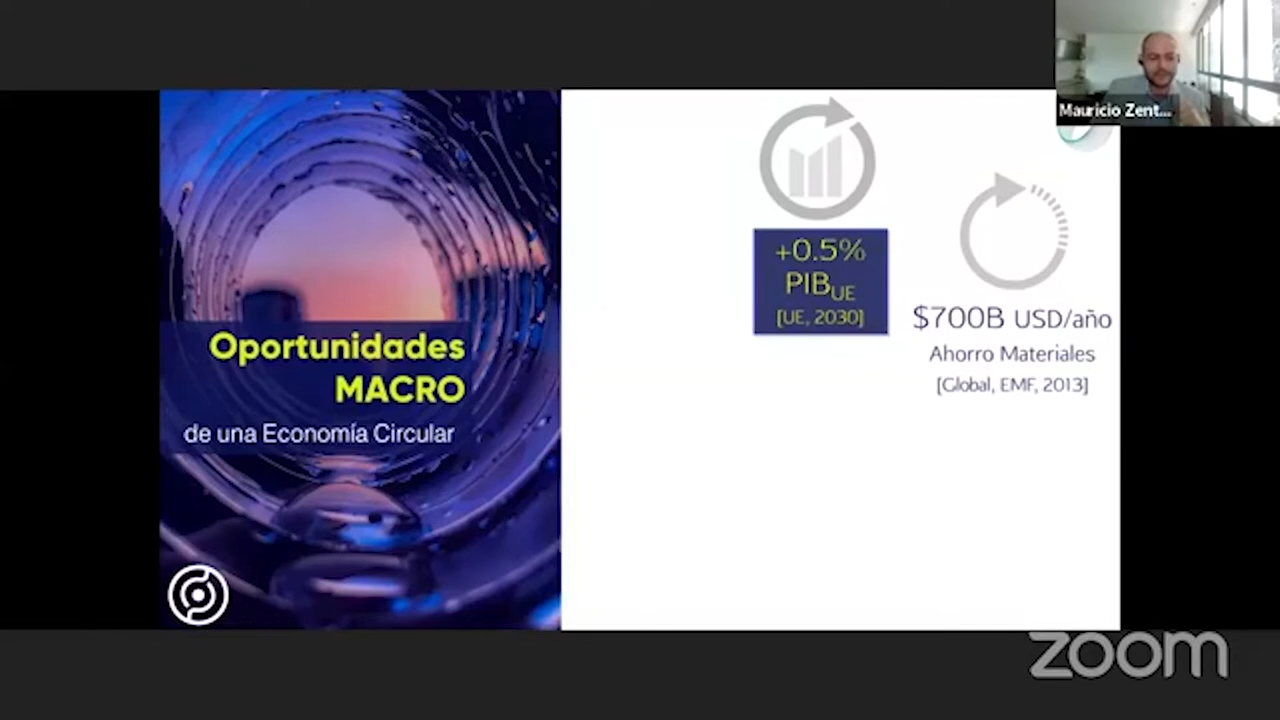 Mauricio Zent...
+0.5%
PIBUE
[UE, 2030]
$700B USD/año
Ahorro Materiales
[Global, EMF, 2013]
Oportunidades
MACRO
de una Economía Circular
zoom